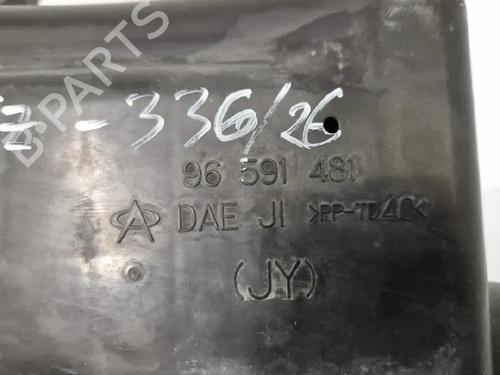 B PARTS
z - 336/26
96 591 481
DAE JI >PP-TD40<
(JY)